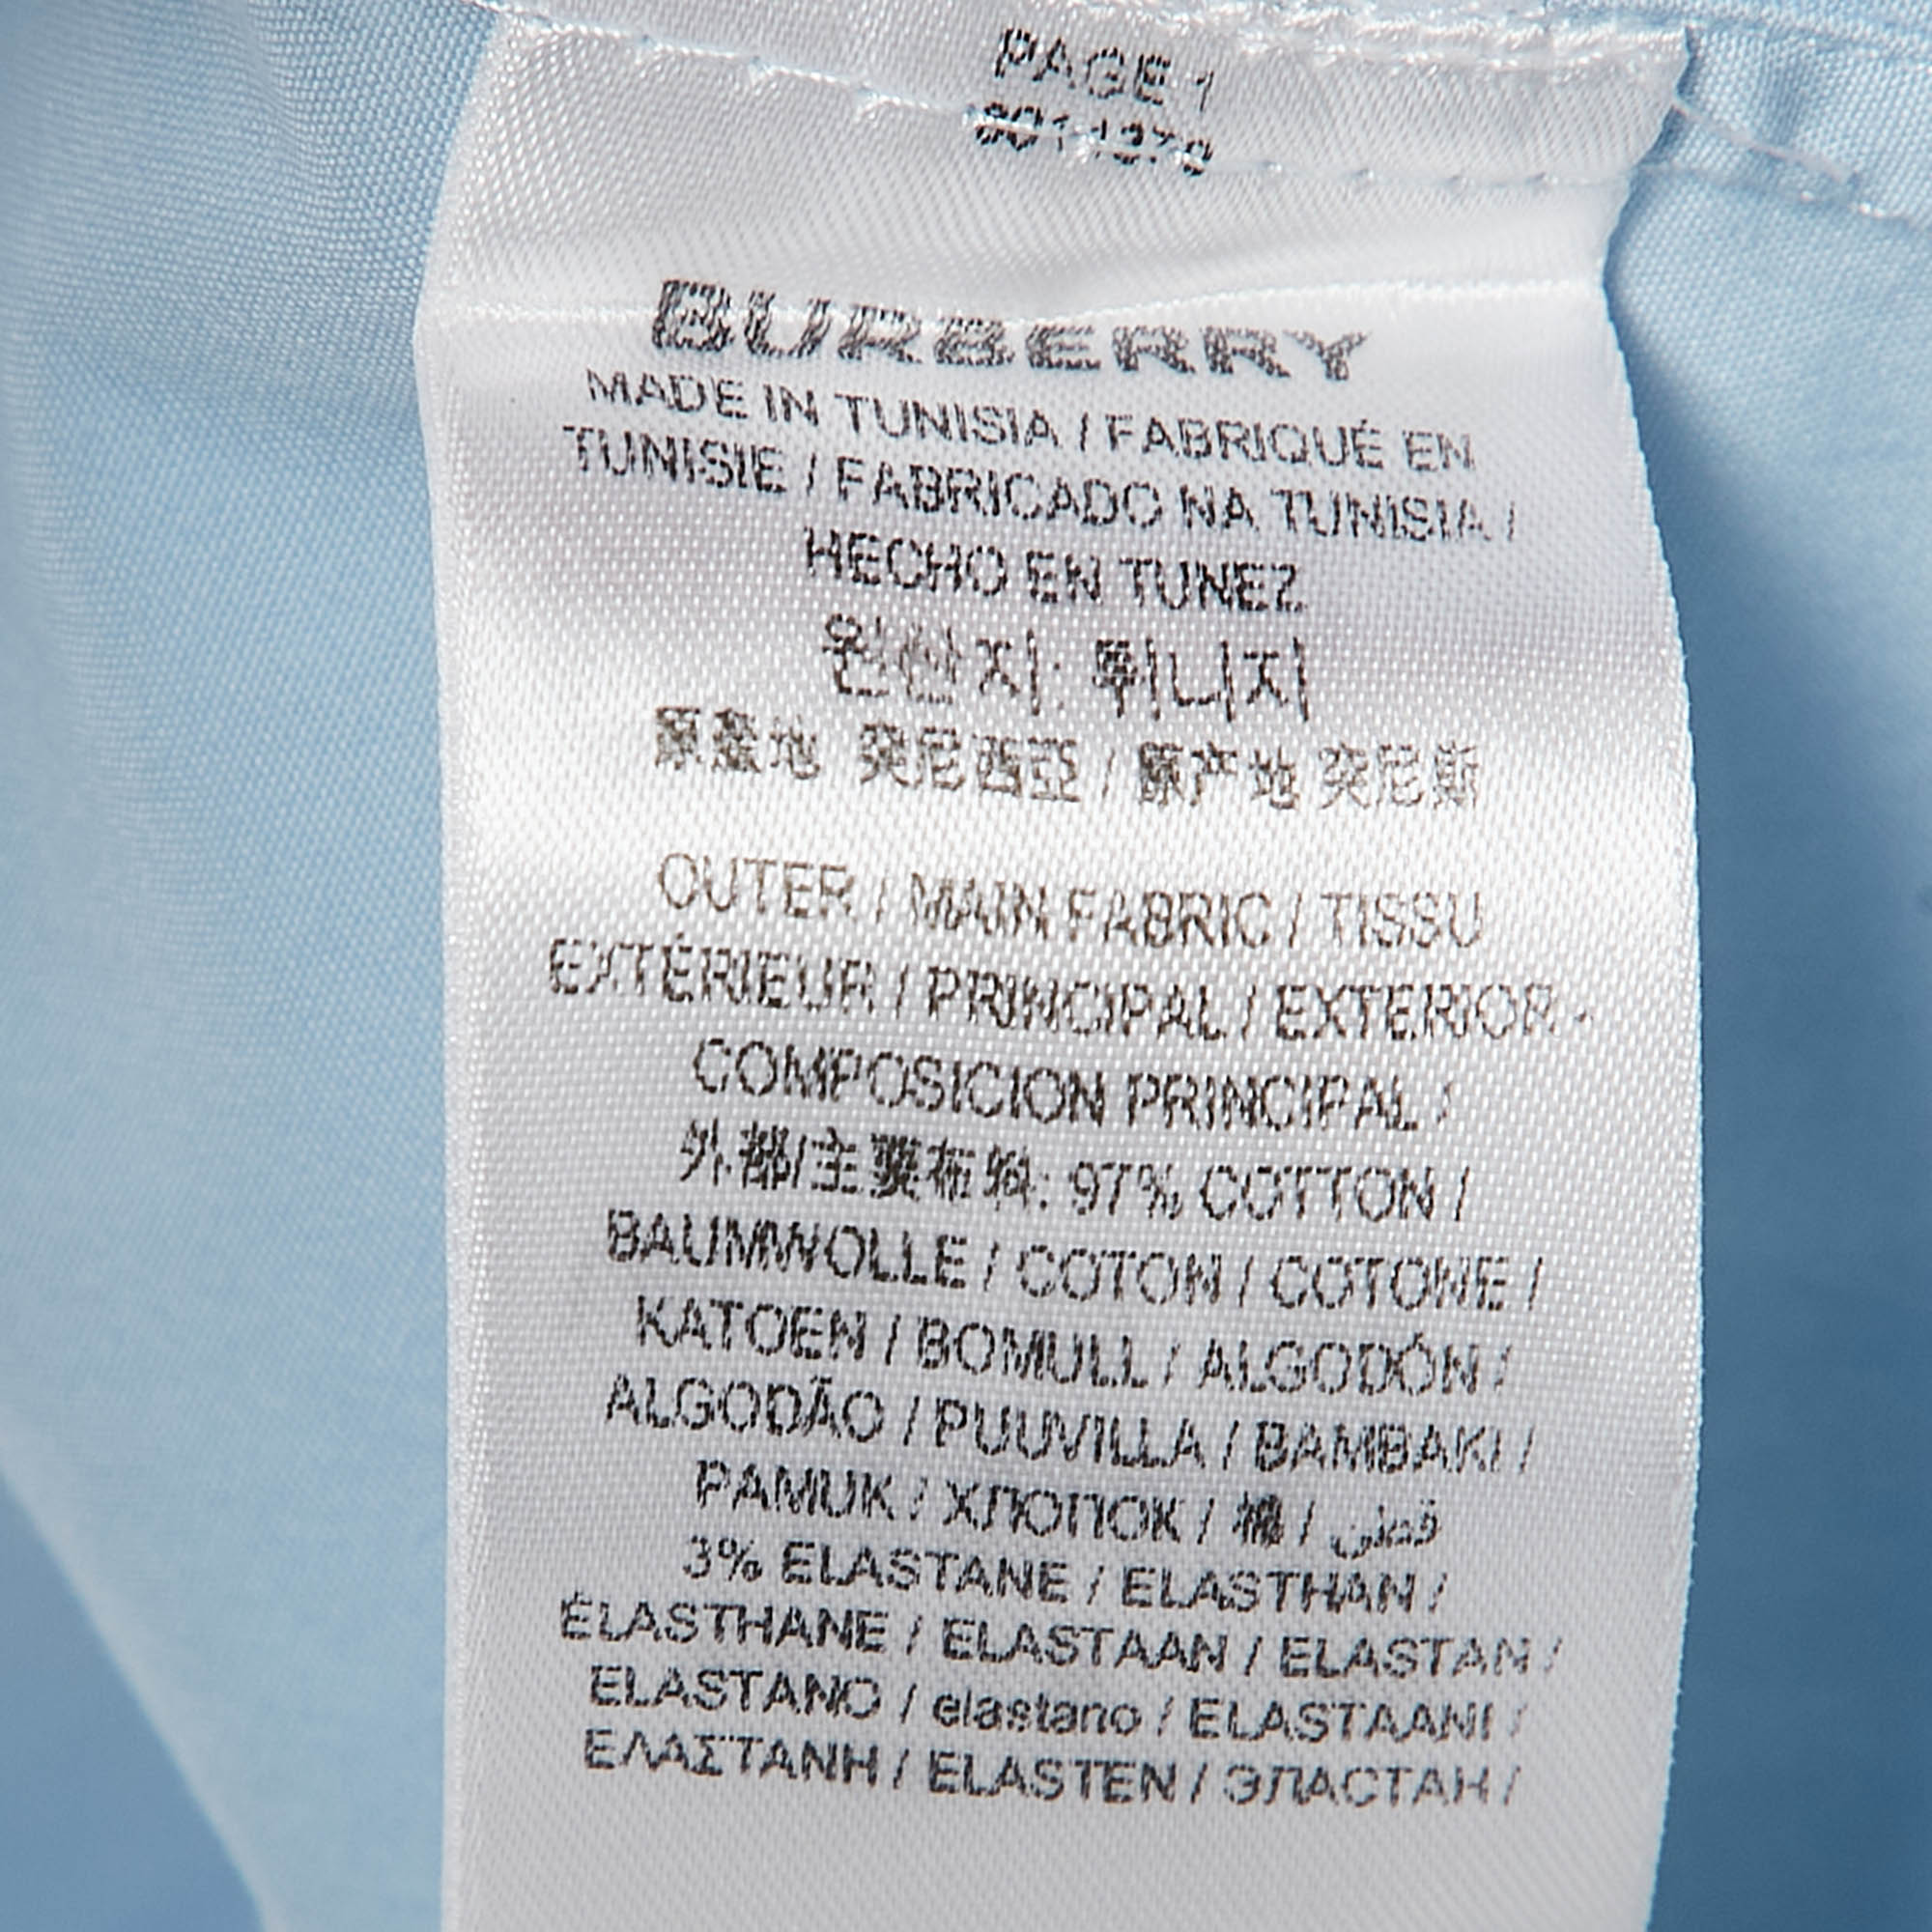 PAGE 1
BURBERRY
MADE IN TUNISIA / FABRIQUÉ EN
TUNISIE / FABRICADO NA TUNISIA /
HECHO EN TUNEZ
원산지: 튀니지
原產地 突尼西亞 / 原产地 突尼斯
OUTER / MAIN FABRIC / TISSU
EXTÉRIEUR / PRINCIPAL / EXTERIOR -
COMPOSICION PRINCIPAL /
外部/主要布料: 97% COTTON /
BAUMWOLLE / COTON / COTONE /
KATOEN / BOMULL / ALGODÓN /
ALGODÃO / PUUVILLA / BAMBAKI /
PAMUK / ХЛОПОК / 棉 / قطن
3% ELASTANE / ELASTHAN /
ÉLASTHANE / ELASTAAN / ELASTAN /
ELASTANO / elastano / ELASTAANI /
ΕΛΑΣΤΑΝΗ / ELASTEN / ЭЛАСТАН /